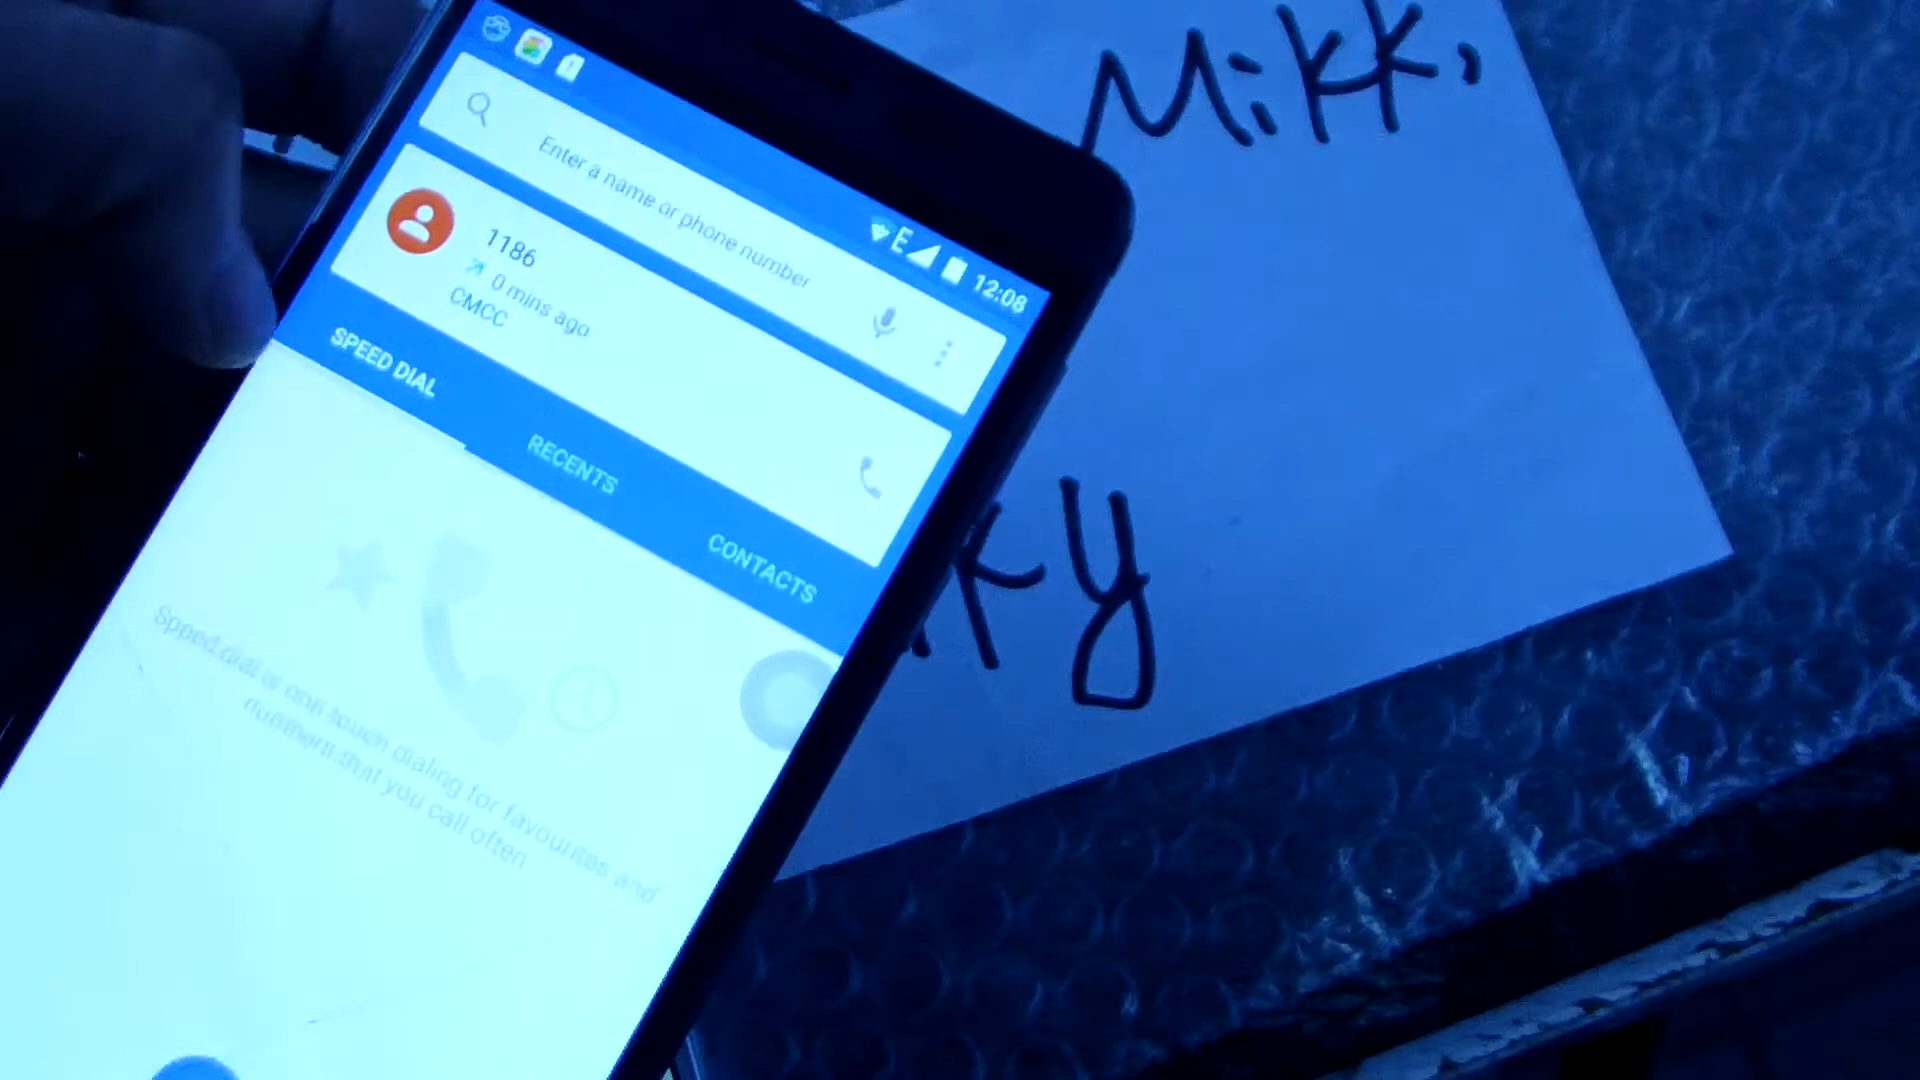 12:08
Enter a name or phone number
1186
0 mins ago
CMCC
SPEED DIAL
RECENTS
CONTACTS
Spped dial is one touch dialing for favourites and
numbers that you call often
Mikk,
ky